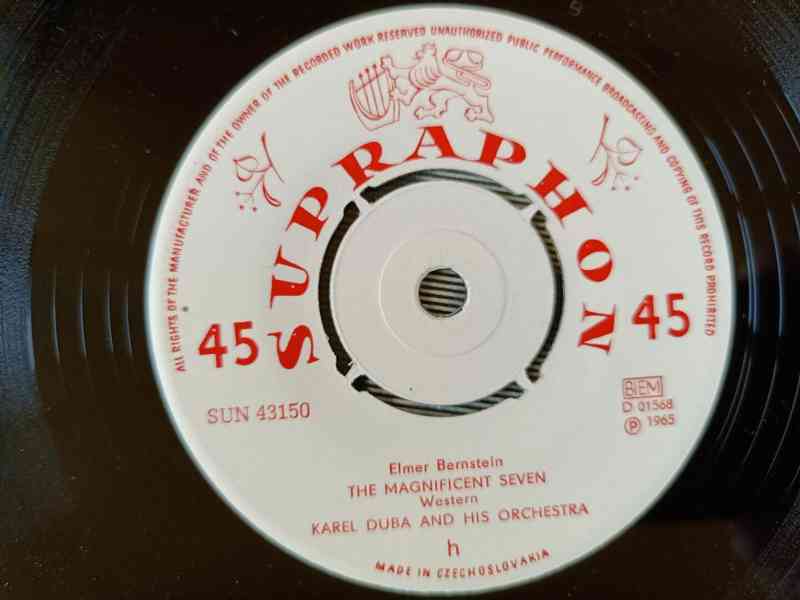 ALL RIGHTS OF THE MANUFACTURER AND OF THE OWNER OF THE RECORDED WORK RESERVED UNAUTHORIZED PUBLIC PERFORMANCE BROADCASTING AND COPYING OF THIS RECORD PROHIBITED
SUPRAPHON
45
45
SUN 43150
BIEM
D 01568
℗ 1965
Elmer Bernstein
THE MAGNIFICENT SEVEN
Western
KAREL DUBA AND HIS ORCHESTRA
h
MADE IN CZECHOSLOVAKIA